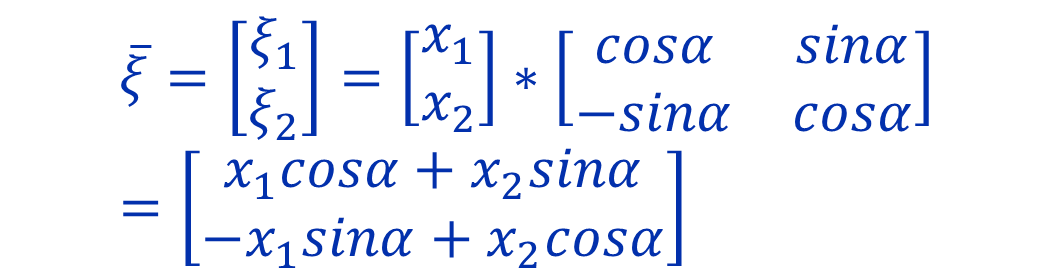 ξ̄ = [ξ₁ ξ₂] = [x₁ x₂] * [cosα sinα −sinα cosα]
= [x₁cosα + x₂sinα −x₁sinα + x₂cosα]